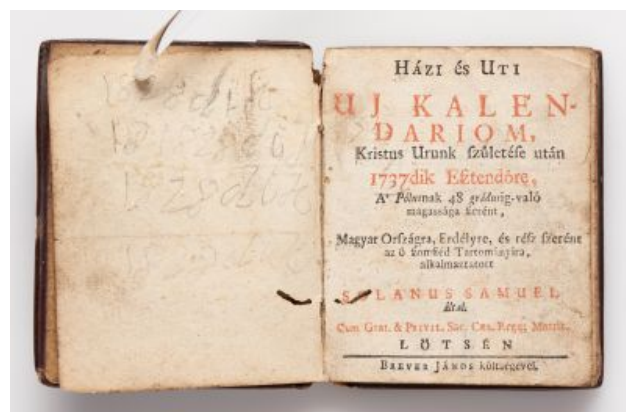 HÁZI és UTI
UJ KALEN-
DARIOM,
Kristus Urunk ſzületéſe után
1737dik Eſztendőre,
A' Pólusnak 48 grádusig-való
magaſsága ſzerént,
Magyar Orſzágra, Erdélyre, és réſz ſzerént
az ő ſzomſzéd Tartományira,
alkalmaztatott
SOLANUS SAMUEL
által.
Cum Grat. & Privil. Sac. Cæs. Regiæ
LŐTSÉN
BREVER JÁNOS költségével.